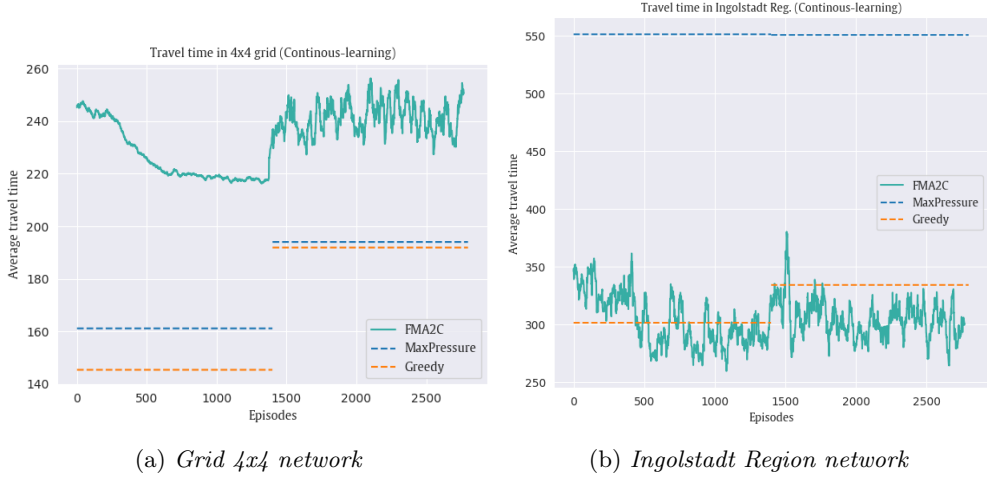 Travel time in 4x4 grid (Continous-learning)
260
240
220
200
180
160
140
Average travel time
0
500
1000
1500
2000
2500
Episodes
FMA2C
MaxPressure
Greedy
(a) Grid 4x4 network
Travel time in Ingolstadt Reg. (Continous-learning)
550
500
450
400
350
300
250
Average travel time
0
500
1000
1500
2000
2500
Episodes
FMA2C
MaxPressure
Greedy
(b) Ingolstadt Region network